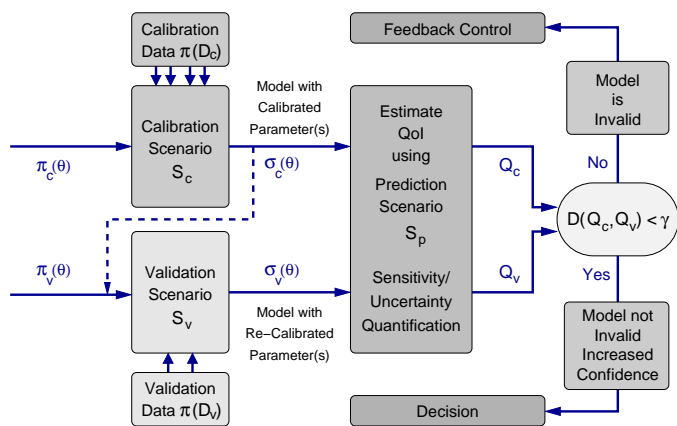 Calibration
Data π(D_c)
Feedback Control
Model with
Calibrated
Parameter(s)
Calibration
Scenario
S_c
Estimate
QoI
using
Model
is
Invalid
π_c(θ)
σ_c(θ)
Q_c
No
Prediction
Scenario
S_p
D(Q_c,Q_v) < γ
π_v(θ)
Validation
Scenario
S_v
σ_v(θ)
Sensitivity/
Uncertainty
Quantification
Q_v
Yes
Model with
Re−Calibrated
Parameter(s)
Model not
Invalid
Increased
Confidence
Validation
Data π(D_v)
Decision